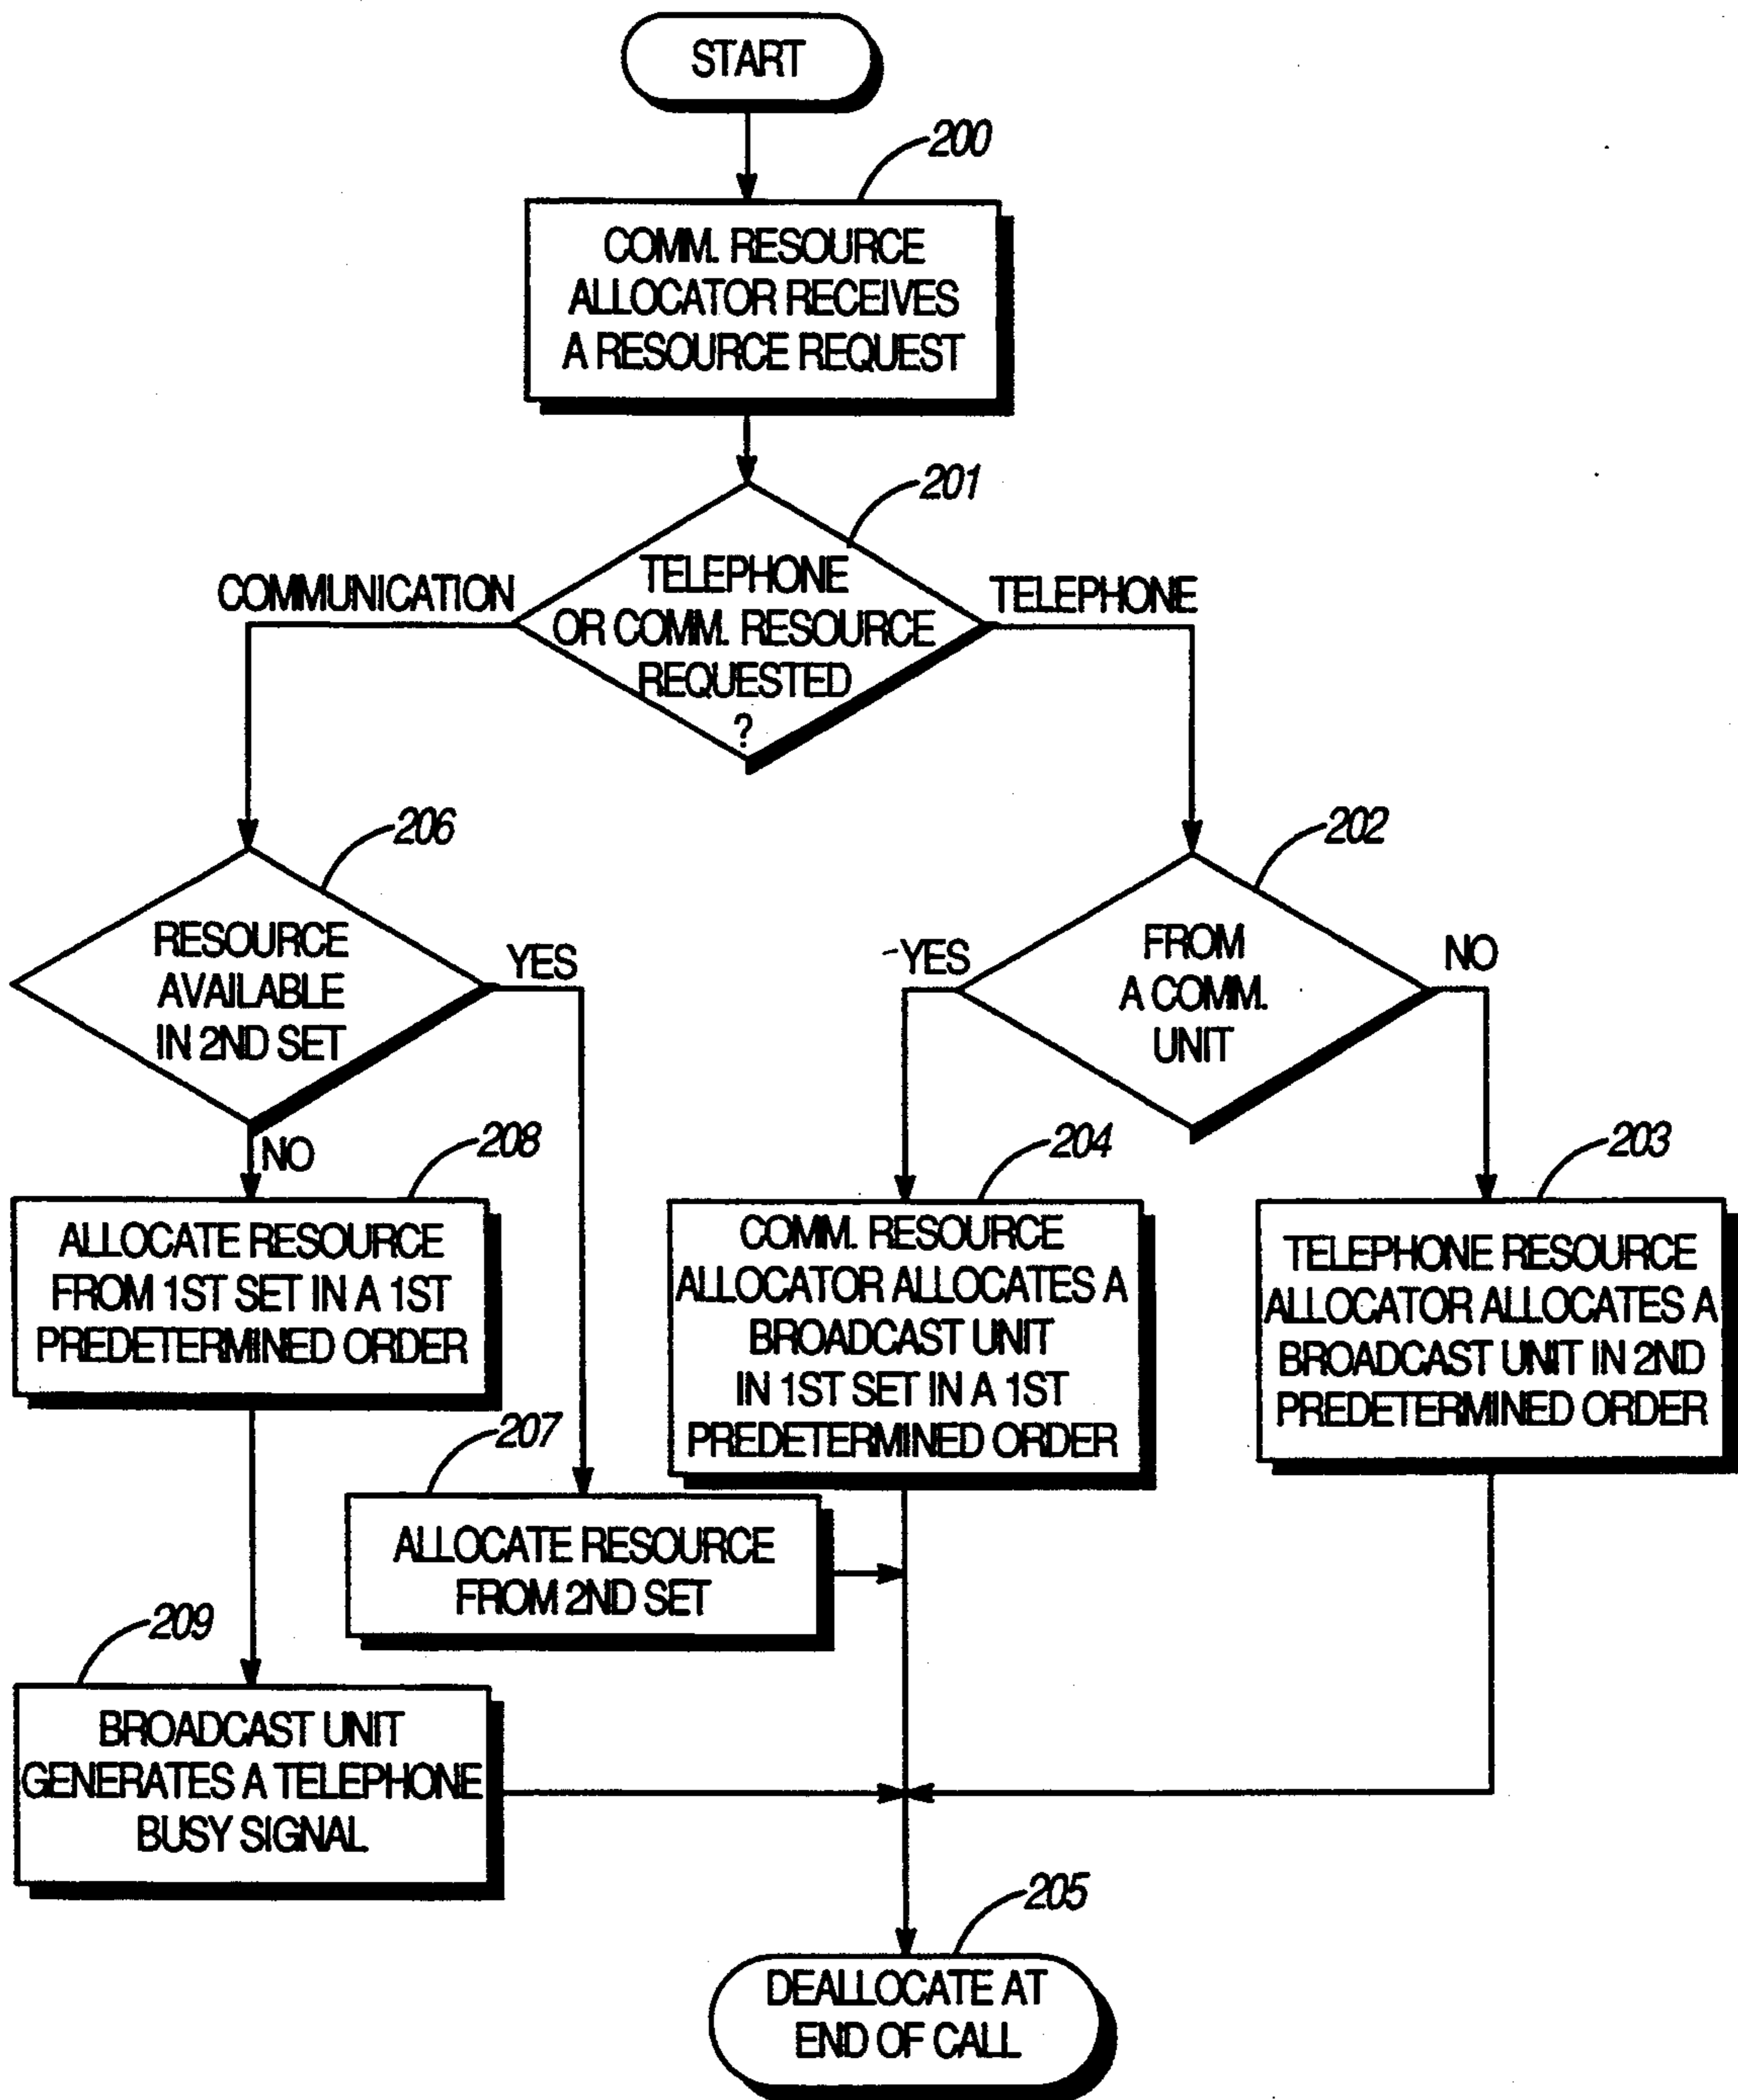 START
200
COMM. RESOURCE
ALLOCATOR RECEIVES
A RESOURCE REQUEST
201
TELEPHONE
OR COMM. RESOURCE
REQUESTED
?
COMMUNICATION
TELEPHONE
206
RESOURCE
AVAILABLE
IN 2ND SET
YES
NO
202
FROM
A COMM.
UNIT
YES
NO
208
ALLOCATE RESOURCE
FROM 1ST SET IN A 1ST
PREDETERMINED ORDER
204
COMM. RESOURCE
ALLOCATOR ALLOCATES A
BROADCAST UNIT
IN 1ST SET IN A 1ST
PREDETERMINED ORDER
203
TELEPHONE RESOURCE
ALLOCATOR ALLOCATES A
BROADCAST UNIT IN 2ND
PREDETERMINED ORDER
207
ALLOCATE RESOURCE
FROM 2ND SET
209
BROADCAST UNIT
GENERATES A TELEPHONE
BUSY SIGNAL
205
DEALLOCATE AT
END OF CALL